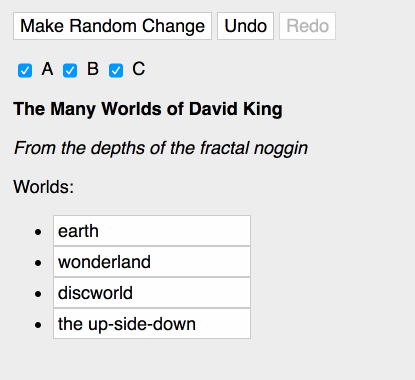 Make Random Change Undo Redo
A B C
The Many Worlds of David King
From the depths of the fractal noggin
Worlds:
earth
wonderland
discworld
the up-side-down